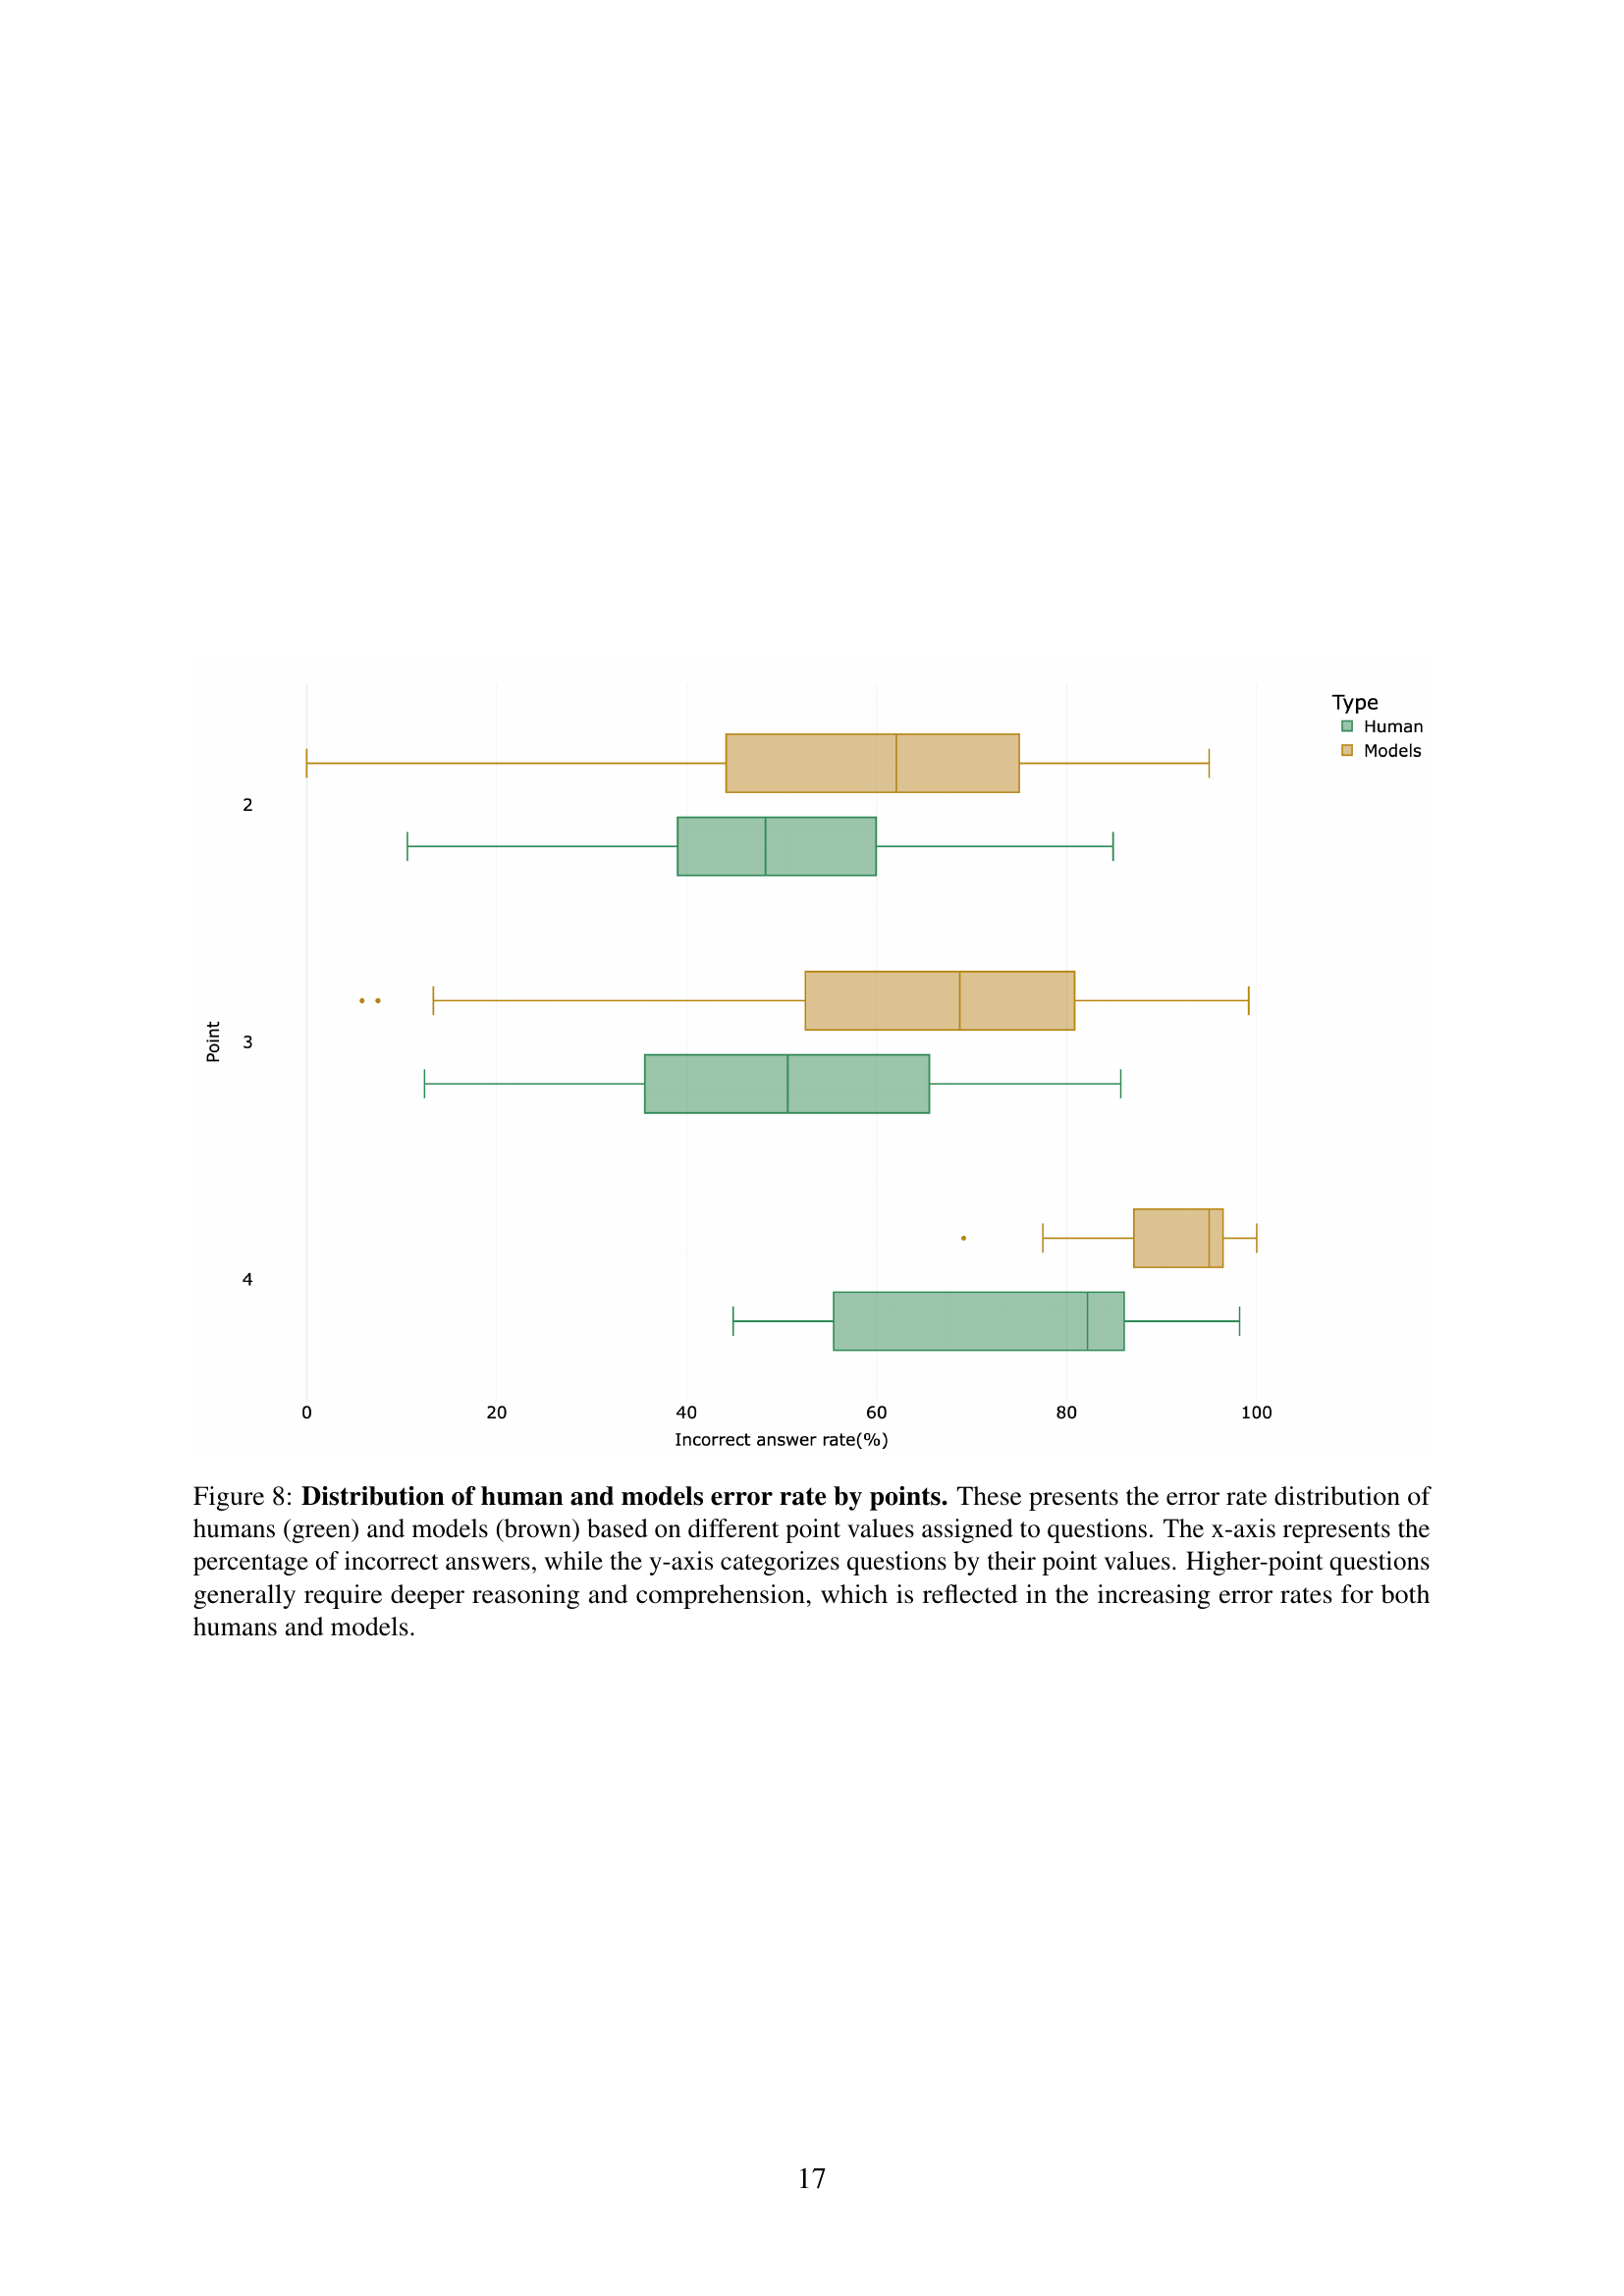 Type
Human
Models
2
3
4
Point
0 20 40 60 80 100
Incorrect answer rate(%)
Figure 8: Distribution of human and models error rate by points. These presents the error rate distribution of
humans (green) and models (brown) based on different point values assigned to questions. The x-axis represents the
percentage of incorrect answers, while the y-axis categorizes questions by their point values. Higher-point questions
generally require deeper reasoning and comprehension, which is reflected in the increasing error rates for both
humans and models.
17